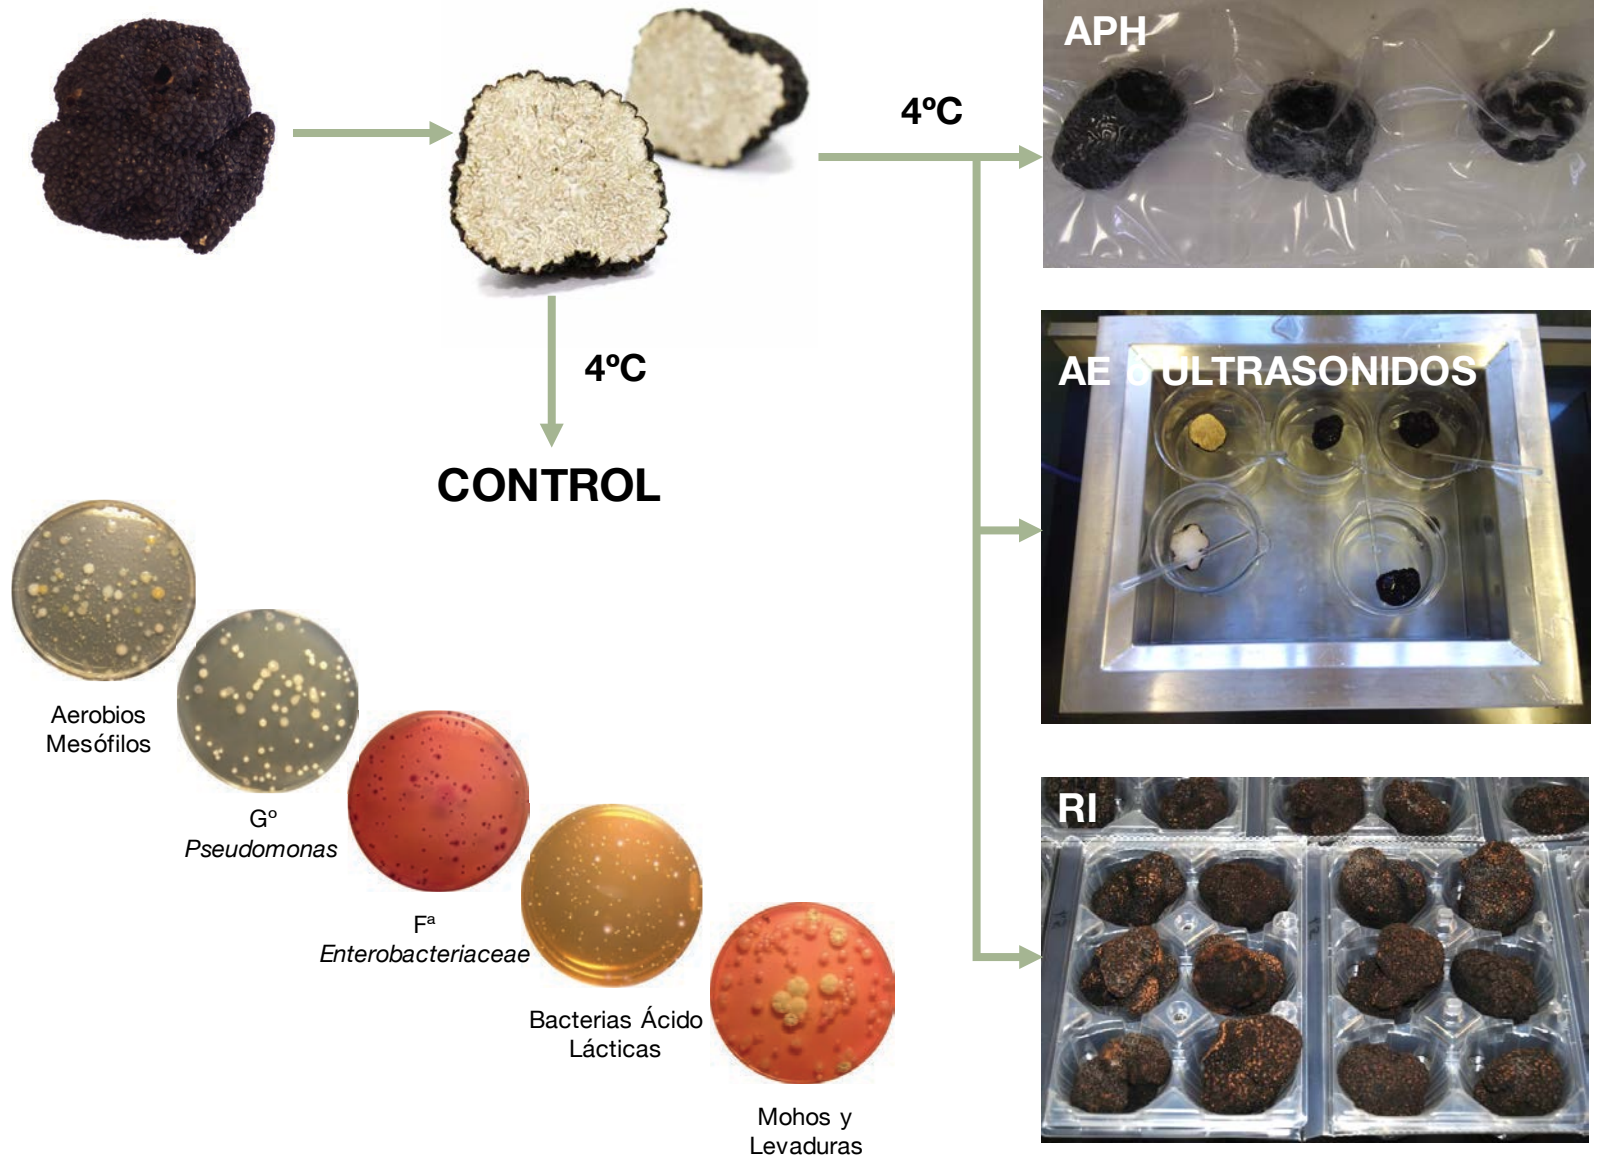 APH
4ºC
4ºC
AE U ULTRASONIDOS
CONTROL
Aerobios
Mesófilos
Gº
Pseudomonas
RI
Fª
Enterobacteriaceae
Bacterias Ácido
Lácticas
Mohos y
Levaduras